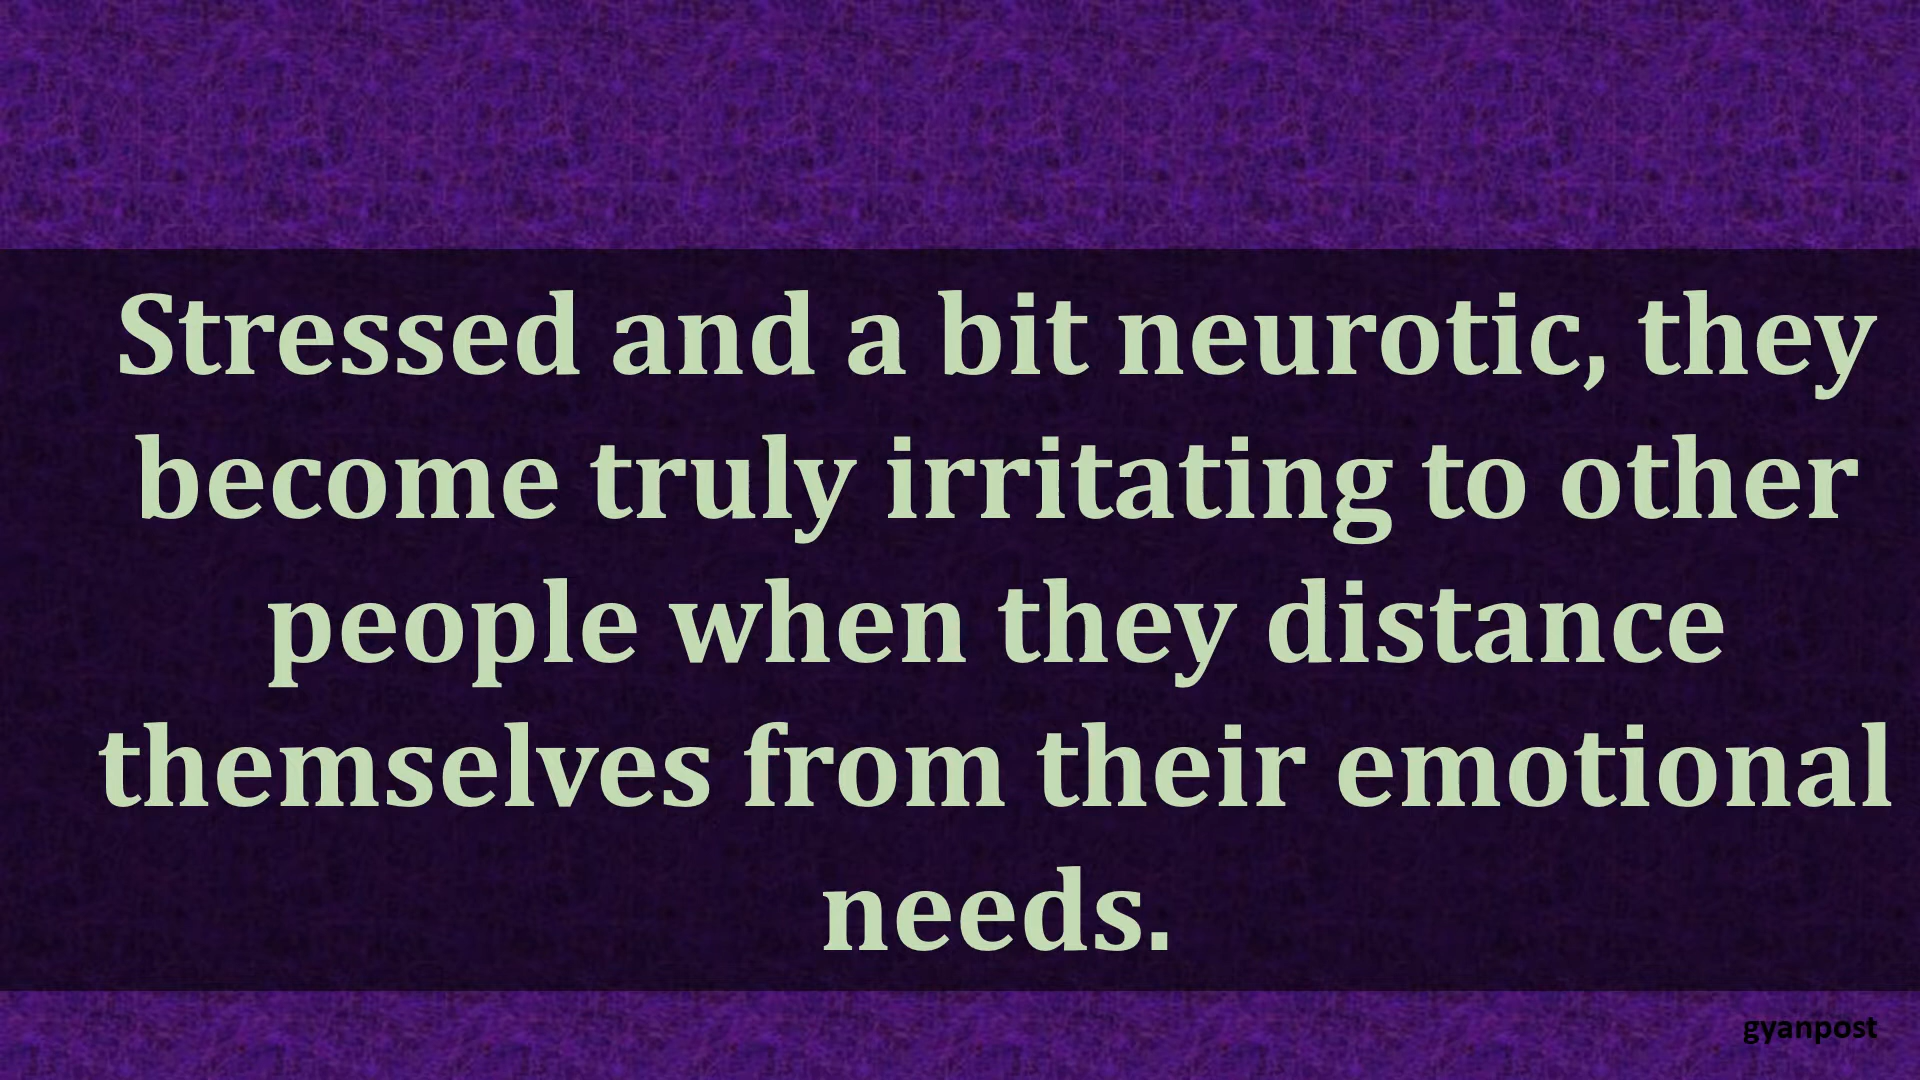 Stressed and a bit neurotic, they
become truly irritating to other
people when they distance
themselves from their emotional
needs.
gyanpost